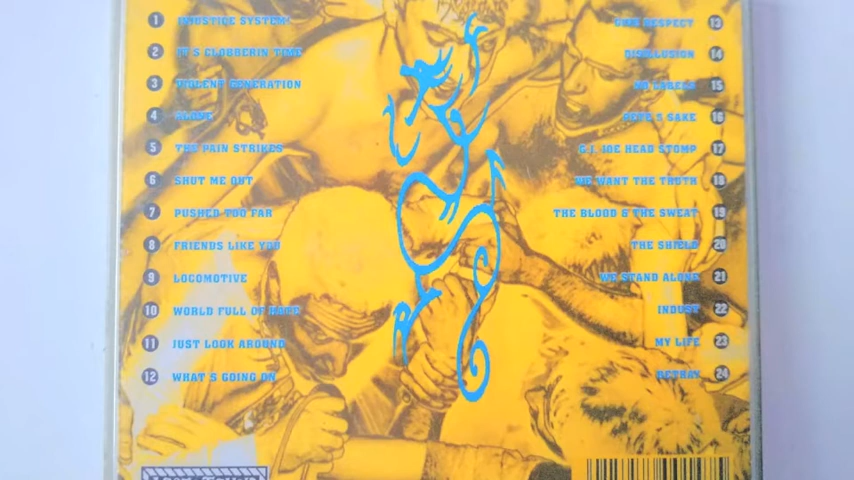 1 INJUSTICE SYSTEM!
2 IT'S CLOBBERIN TIME
3 VIOLENT GENERATION
4 ALONE
5 THE PAIN STRIKES
6 SHUT ME OUT
7 PUSHED TOO FAR
8 FRIENDS LIKE YOU
9 LOCOMOTIVE
10 WORLD FULL OF HATE
11 JUST LOOK AROUND
12 WHAT'S GOING ON
RESPECT 13
DISILLUSION 14
NO LABELS 15
PETE'S SAKE 16
G.I. JOE HEAD STOMP 17
WE WANT THE TRUTH 18
THE BLOOD & THE SWEAT 19
THE SHIELD 20
WE STAND ALONE 21
INDUST 22
MY LIFE 23
BETRAY 24